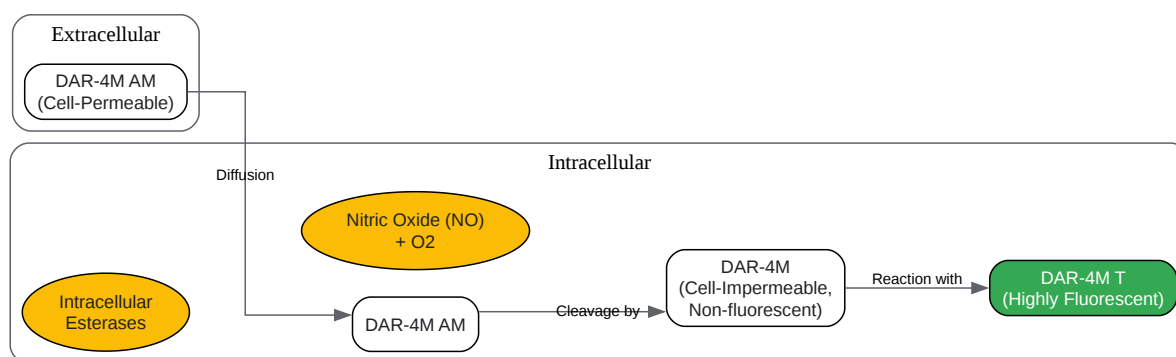 Extracellular
DAR-4M AM
(Cell-Permeable)
Intracellular
Diffusion
Nitric Oxide (NO)
+ O2
Intracellular
Esterases
DAR-4M AM
Cleavage by
DAR-4M
(Cell-Impermeable,
Non-fluorescent)
Reaction with
DAR-4M T
(Highly Fluorescent)